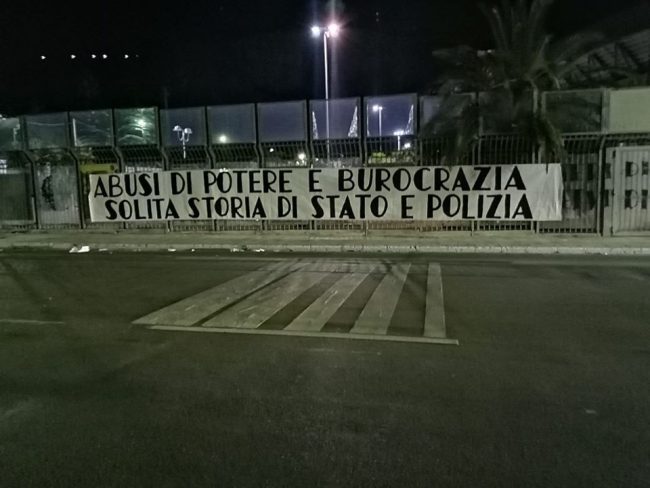 ABUSI DI POTERE E BUROCRAZIA
SOLITA STORIA DI STATO E POLIZIA